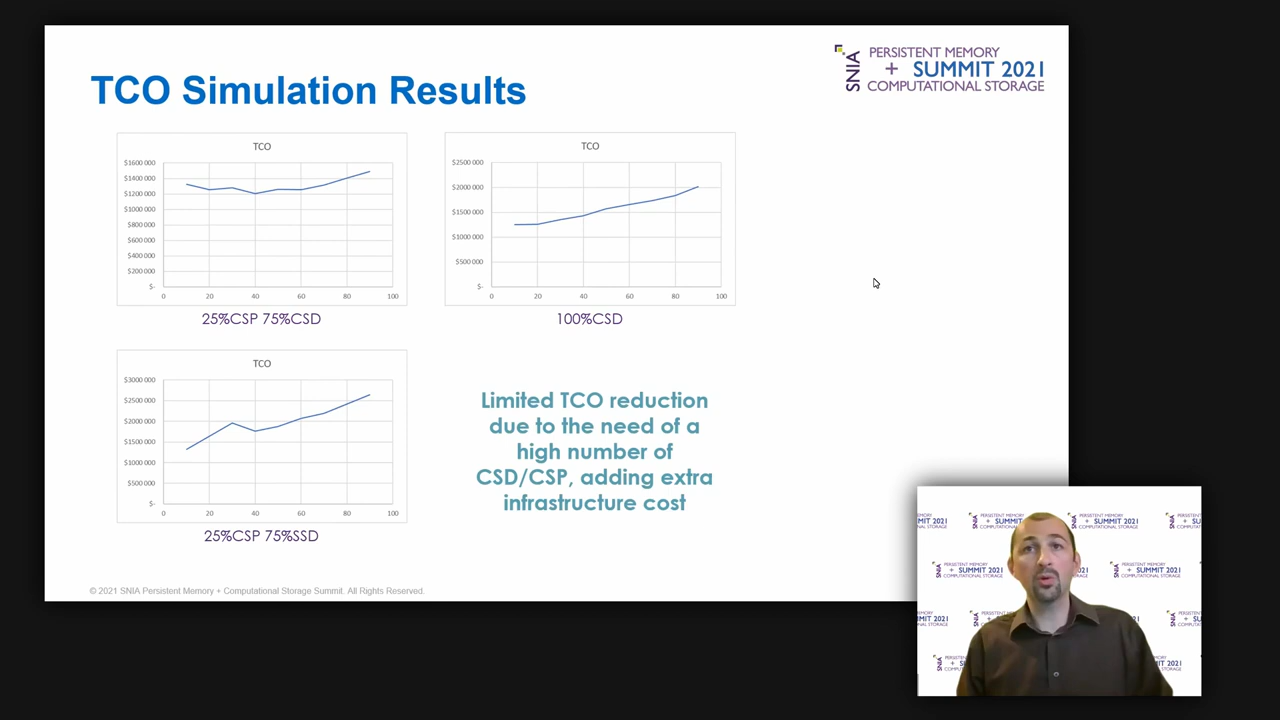 TCO Simulation Results
SNIA
PERSISTENT MEMORY
+ SUMMIT 2021
COMPUTATIONAL STORAGE
TCO
$1600 000
$1400 000
$1200 000
$1000 000
$800 000
$600 000
$400 000
$200 000
$-
0 20 40 60 80 100
25%CSP 75%CSD
TCO
$2500 000
$2000 000
$1500 000
$1000 000
$500 000
$-
0 20 40 60 80 100
100%CSD
TCO
$3000 000
$2500 000
$2000 000
$1500 000
$1000 000
$500 000
$-
0 20 40 60 80 100
25%CSP 75%SSD
Limited TCO reduction
due to the need of a
high number of
CSD/CSP, adding extra
infrastructure cost
© 2021 SNIA Persistent Memory + Computational Storage Summit. All Rights Reserved.